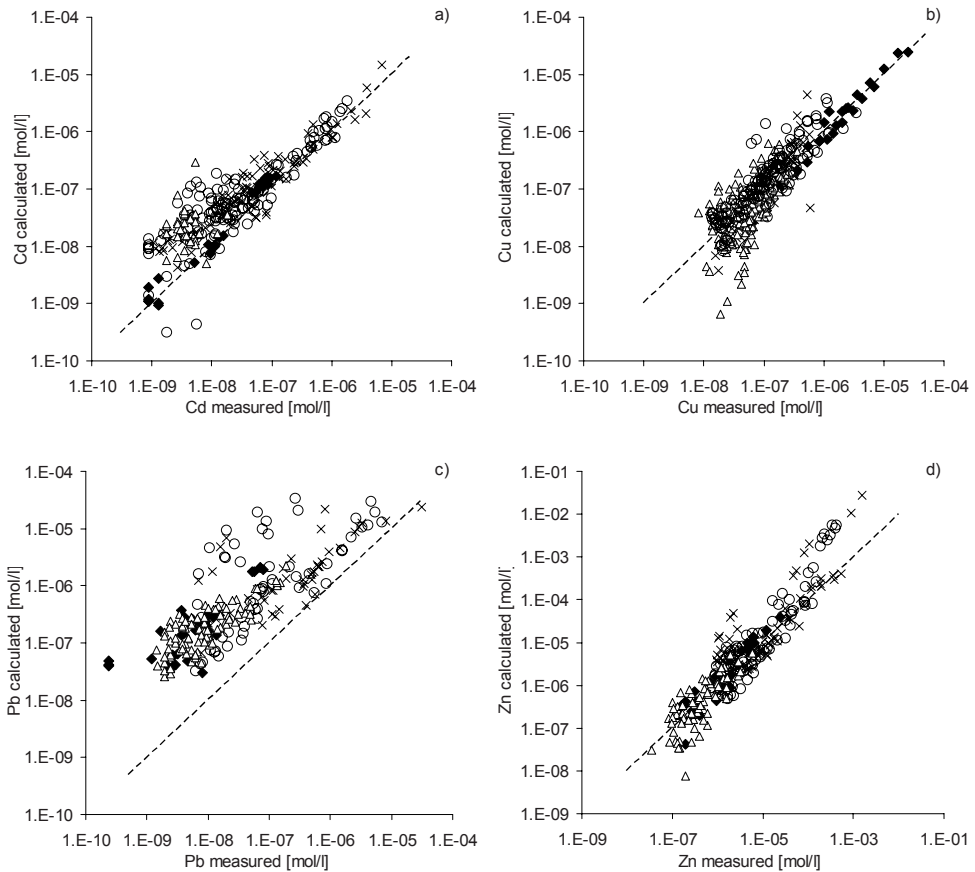 a)
1.E-04
1.E-05
1.E-06
1.E-07
1.E-08
1.E-09
1.E-10
Cd calculated [mol/l]
1.E-10 1.E-09 1.E-08 1.E-07 1.E-06 1.E-05 1.E-04
Cd measured [mol/l]
b)
1.E-04
1.E-05
1.E-06
1.E-07
1.E-08
1.E-09
1.E-10
Cu calculated [mol/l]
1.E-10 1.E-09 1.E-08 1.E-07 1.E-06 1.E-05 1.E-04
Cu measured [mol/l]
c)
1.E-04
1.E-05
1.E-06
1.E-07
1.E-08
1.E-09
1.E-10
Pb calculated [mol/l]
1.E-10 1.E-09 1.E-08 1.E-07 1.E-06 1.E-05 1.E-04
Pb measured [mol/l]
d)
1.E-01
1.E-02
1.E-03
1.E-04
1.E-05
1.E-06
1.E-07
1.E-08
1.E-09
Zn calculated [mol/l]
1.E-09 1.E-07 1.E-05 1.E-03 1.E-01
Zn measured [mol/l]